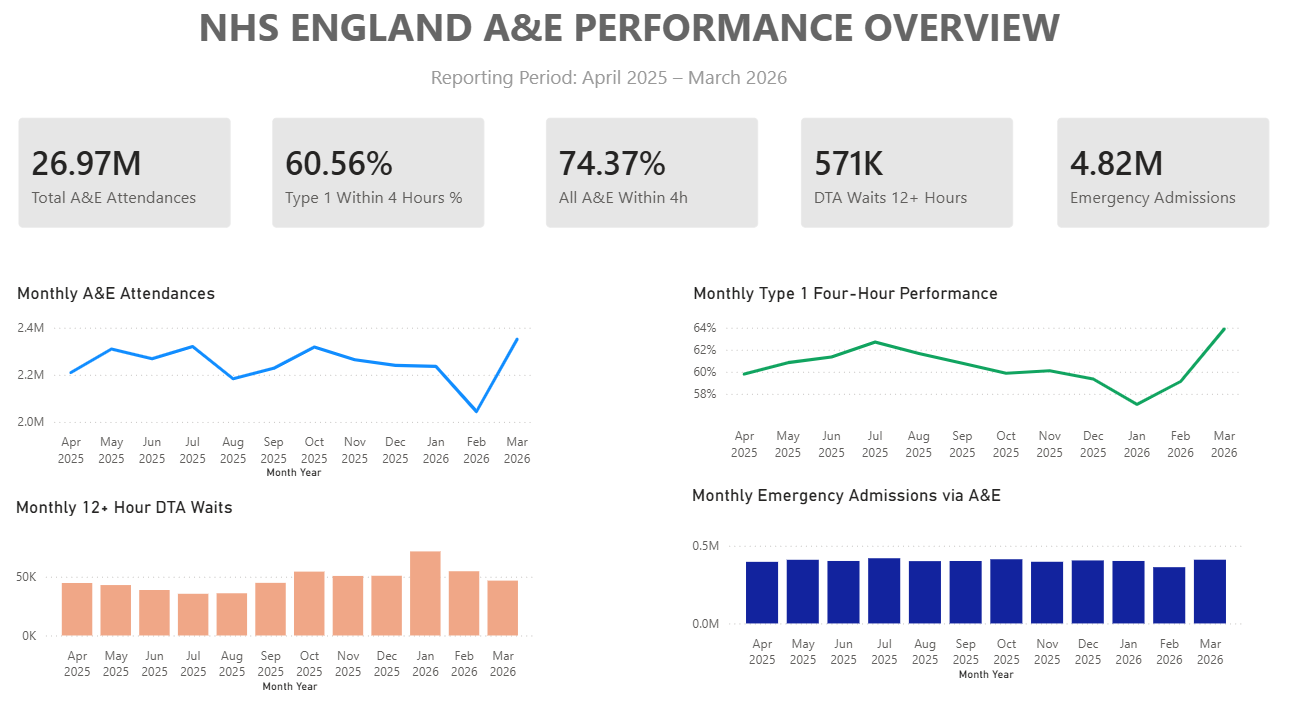 NHS ENGLAND A&E PERFORMANCE OVERVIEW
Reporting Period: April 2025 – March 2026
26.97M
Total A&E Attendances
60.56%
Type 1 Within 4 Hours %
74.37%
All A&E Within 4h
571K
DTA Waits 12+ Hours
4.82M
Emergency Admissions
Monthly A&E Attendances
2.4M
2.2M
2.0M
Apr May Jun Jul Aug Sep Oct Nov Dec Jan Feb Mar
2025 2025 2025 2025 2025 2025 2025 2025 2025 2026 2026 2026
Month Year
Monthly Type 1 Four-Hour Performance
64%
62%
60%
58%
Apr May Jun Jul Aug Sep Oct Nov Dec Jan Feb Mar
2025 2025 2025 2025 2025 2025 2025 2025 2025 2026 2026 2026
Monthly 12+ Hour DTA Waits
50K
0K
Apr May Jun Jul Aug Sep Oct Nov Dec Jan Feb Mar
2025 2025 2025 2025 2025 2025 2025 2025 2025 2026 2026 2026
Month Year
Monthly Emergency Admissions via A&E
0.5M
0.0M
Apr May Jun Jul Aug Sep Oct Nov Dec Jan Feb Mar
2025 2025 2025 2025 2025 2025 2025 2025 2025 2026 2026 2026
Month Year